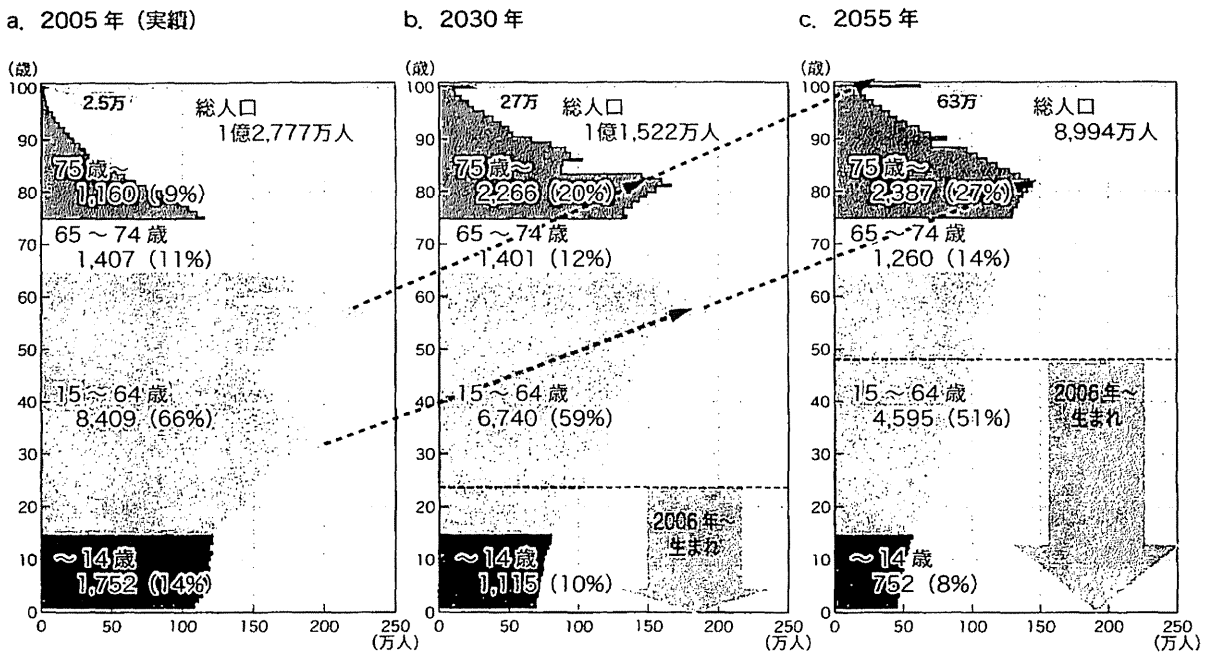 a. 2005年（実績）
（歳）
100
90
80
70
60
50
40
30
20
10
0
2.5万
総人口
1億2,777万人
75歳～
1,160（9%）
65～74歳
1,407（11%）
15～64歳
8,409（66%）
～14歳
1,752（14%）
0 50 100 150 200 250
（万人）
b. 2030年
（歳）
100
90
80
70
60
50
40
30
20
10
0
27万
総人口
1億1,522万人
75歳～
2,266（20%）
65～74歳
1,401（12%）
15～64歳
6,740（59%）
2006年～
生まれ
～14歳
1,115（10%）
0 50 100 150 200 250
（万人）
c. 2055年
（歳）
100
90
80
70
60
50
40
30
20
10
0
63万
総人口
8,994万人
75歳～
2,387（27%）
65～74歳
1,260（14%）
15～64歳
4,595（51%）
2006年～
生まれ
～14歳
752（8%）
0 50 100 150 200 250
（万人）